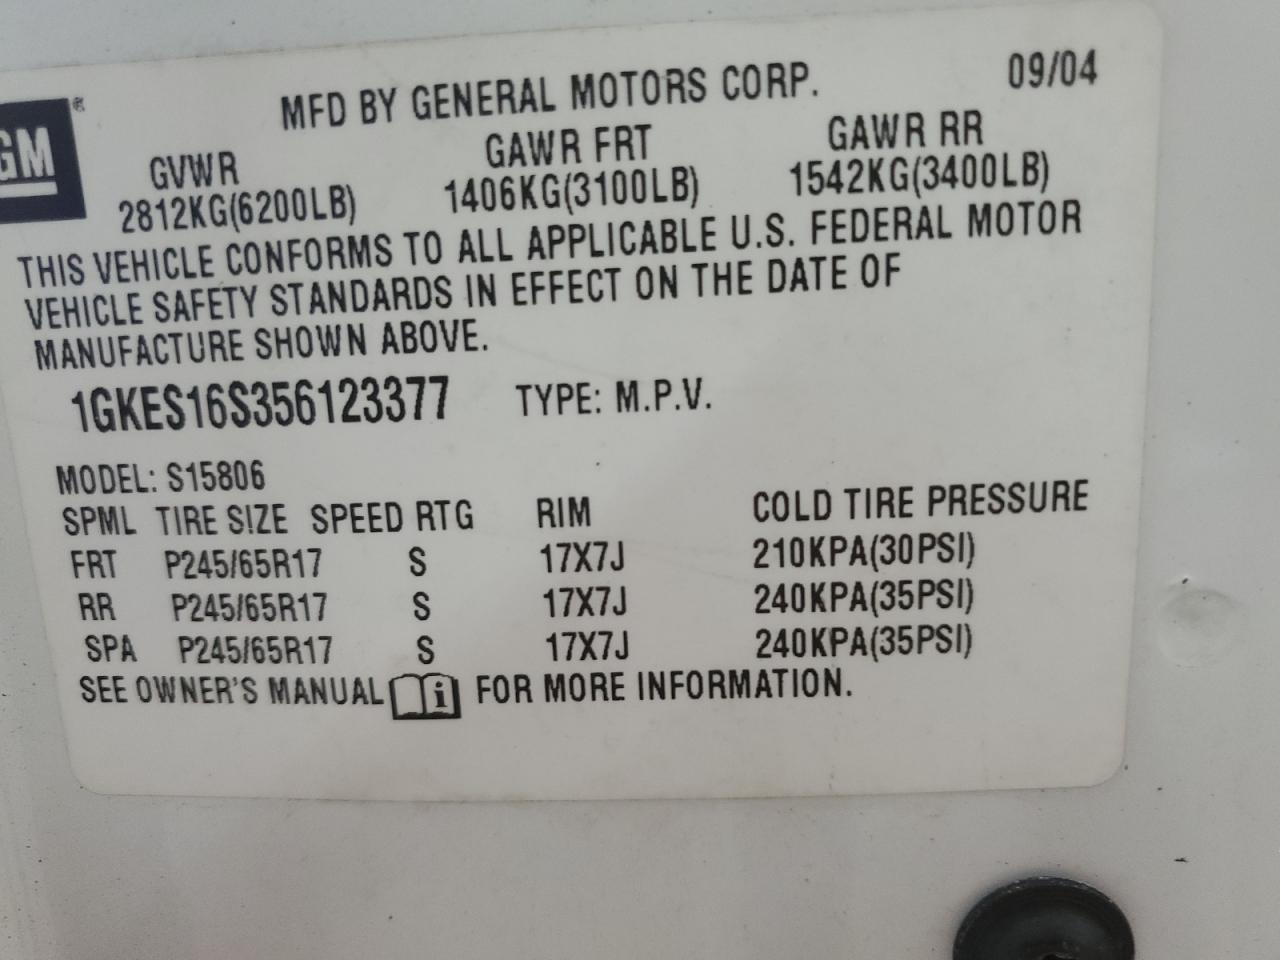 GM®
MFD BY GENERAL MOTORS CORP. 09/04
GVWR GAWR FRT GAWR RR
2812KG(6200LB) 1406KG(3100LB) 1542KG(3400LB)
THIS VEHICLE CONFORMS TO ALL APPLICABLE U.S. FEDERAL MOTOR
VEHICLE SAFETY STANDARDS IN EFFECT ON THE DATE OF
MANUFACTURE SHOWN ABOVE.
1GKES16S356123377 TYPE: M.P.V.
MODEL: S15806
SPML TIRE SIZE SPEED RTG RIM COLD TIRE PRESSURE
FRT P245/65R17 S 17X7J 210KPA(30PSI)
RR P245/65R17 S 17X7J 240KPA(35PSI)
SPA P245/65R17 S 17X7J 240KPA(35PSI)
SEE OWNER'S MANUAL i FOR MORE INFORMATION.